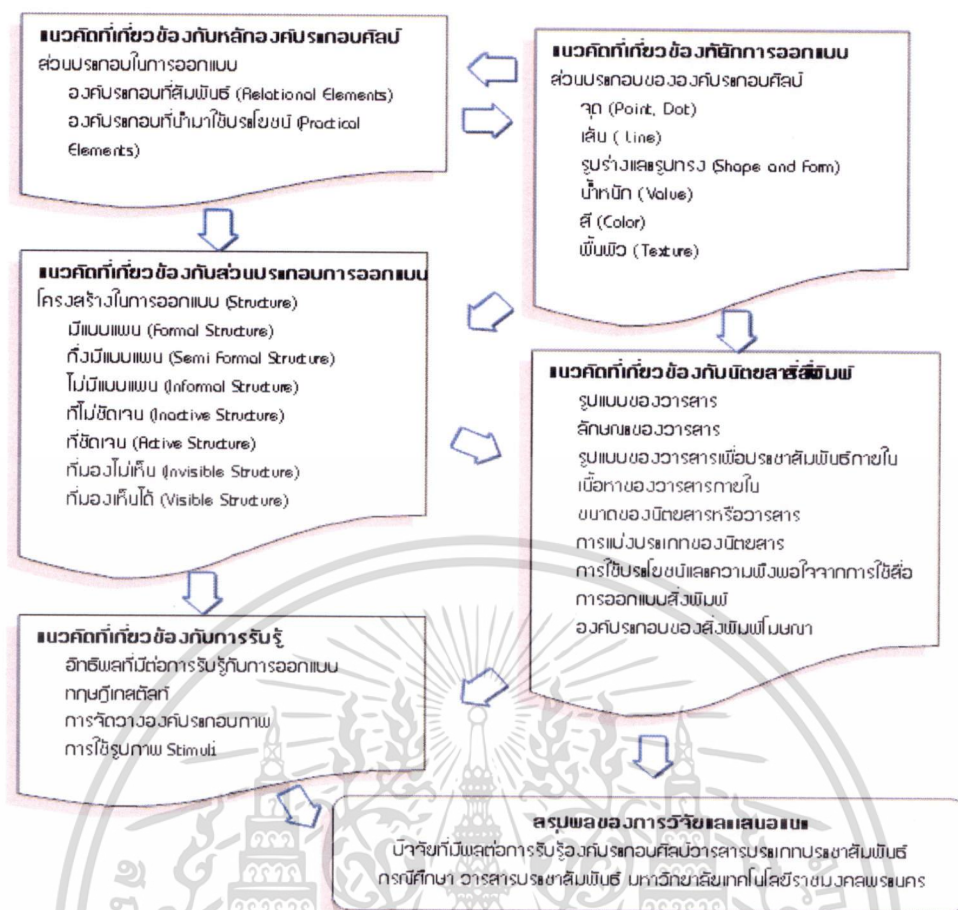 แนวคิดที่เกี่ยวข้องกับหลักองค์ประกอบศิลป์
ส่วนประกอบในการออกแบบ
องค์ประกอบที่สัมพันธ์ (Relational Elements)
องค์ประกอบที่นำมาใช้ประโยชน์ (Practical
Elements)
แนวคิดที่เกี่ยวข้องกับส่วนประกอบการออกแบบ
โครงสร้างในการออกแบบ (Structure)
มีแบบแผน (Formal Structure)
กึ่งมีแบบแผน (Semi Formal Structure)
ไม่มีแบบแผน (Informal Structure)
ที่ไม่ชัดเจน (Inactive Structure)
ที่ชัดเจน (Active Structure)
ที่มองไม่เห็น (Invisible Structure)
ที่มองเห็นได้ (Visible Structure)
แนวคิดที่เกี่ยวข้องกับการรับรู้
อิทธิพลที่มีต่อการรับรู้กับการออกแบบ
ทฤษฎีเกสตัลท์
การจัดวางองค์ประกอบภาพ
การใช้รูปภาพ Stimuli
แนวคิดที่เกี่ยวข้องการออกแบบ
ส่วนประกอบขององค์ประกอบศิลป์
จุด (Point, Dot)
เส้น ( Line)
รูปร่างและรูปทรง (Shape and Form)
น้ำหนัก (Value)
สี (Color)
พื้นผิว (Texture)
แนวคิดที่เกี่ยวข้องกับนิตยสารสื่อสิ่งพิมพ์
รูปแบบของวารสาร
ลักษณะของวารสาร
รูปแบบของวารสารเพื่อประชาสัมพันธ์ภายใน
เนื้อหาของวารสารภายใน
ขนาดของนิตยสารหรือวารสาร
การแบ่งประเภทของนิตยสาร
การใช้ประโยชน์และความพึงพอใจจากการใช้สื่อ
การออกแบบสิ่งพิมพ์
องค์ประกอบของสิ่งพิมพ์โฆษณา
สรุปผลของการวิจัยและเสนอแนะ
ปัจจัยที่มีผลต่อการรับรู้องค์ประกอบศิลป์วารสารประเภทประชาสัมพันธ์
กรณีศึกษา วารสารประชาสัมพันธ์ มหาวิทยาลัยเทคโนโลยีราชมงคลพระนคร